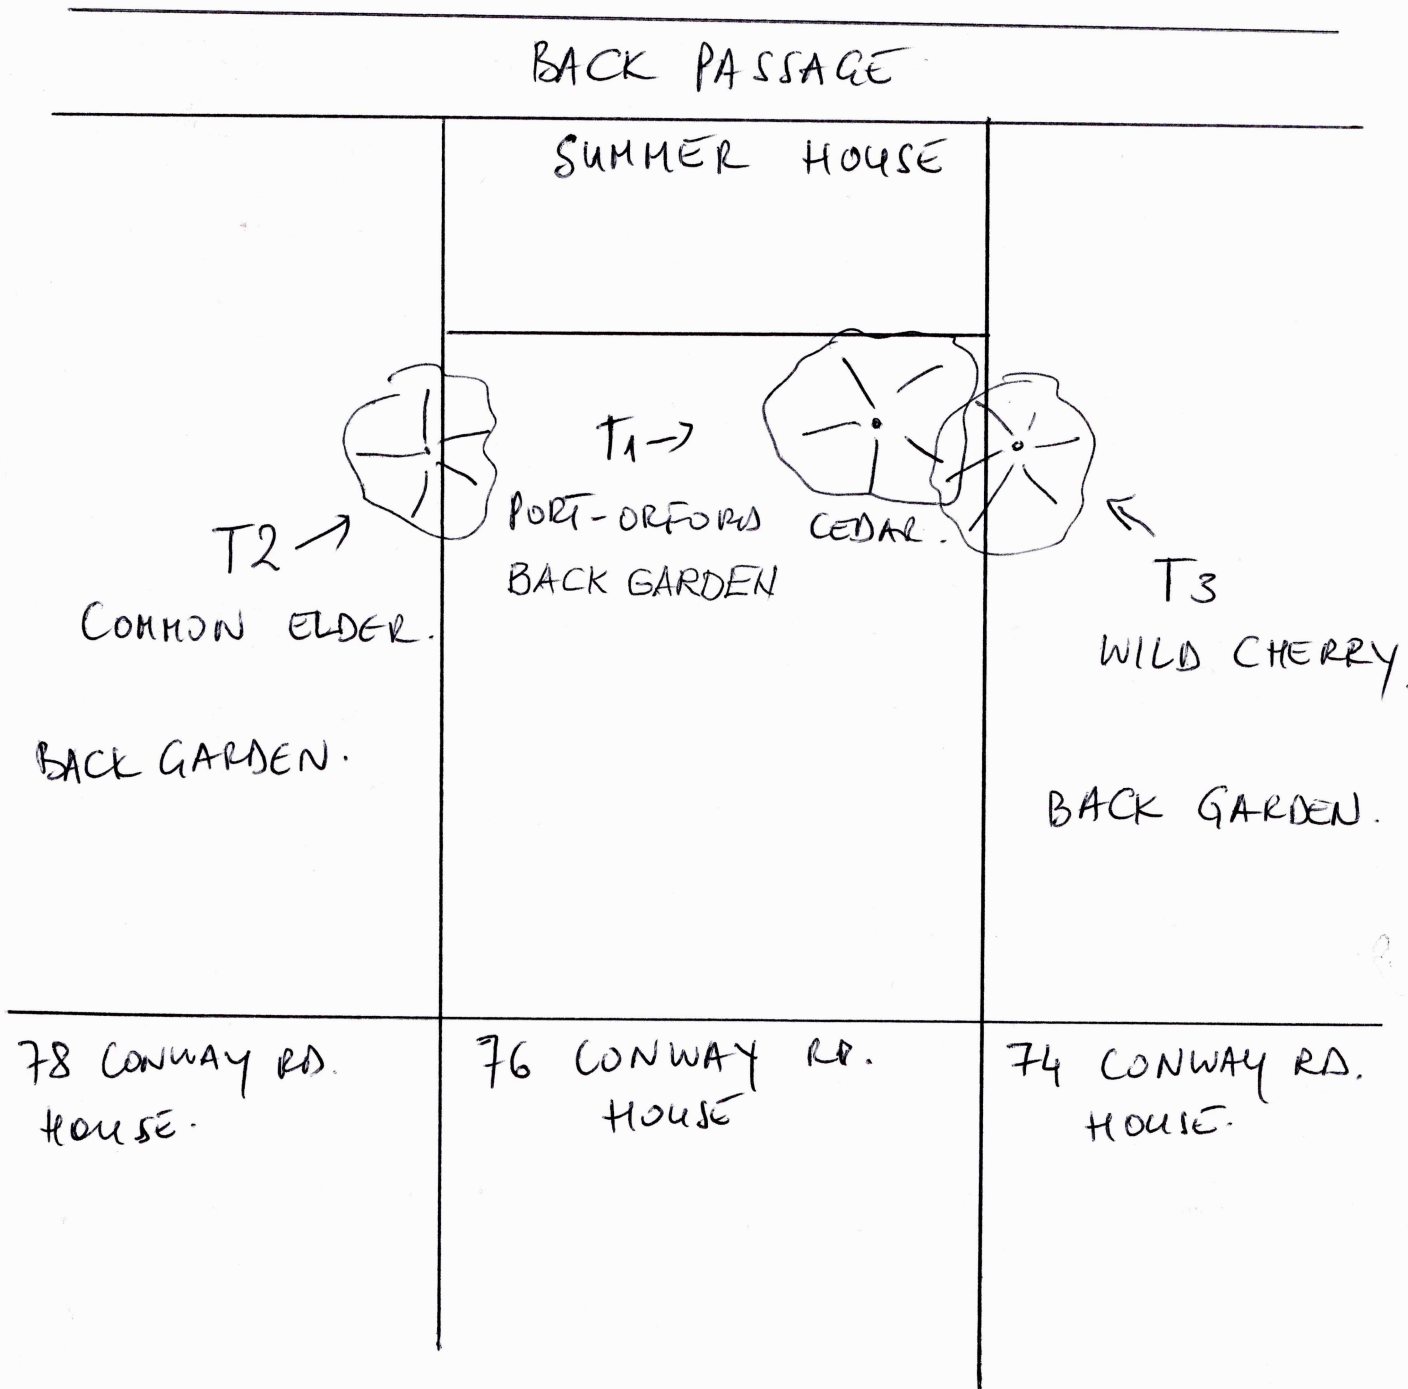 BACK PASSAGE
SUMMER HOUSE
T1
PORT-ORFORD CEDAR.
BACK GARDEN
T2
COMMON ELDER.
BACK GARDEN.
T3
WILD CHERRY.
BACK GARDEN.
78 CONWAY RD.
HOUSE.
76 CONWAY RD.
HOUSE
74 CONWAY RD.
HOUSE.